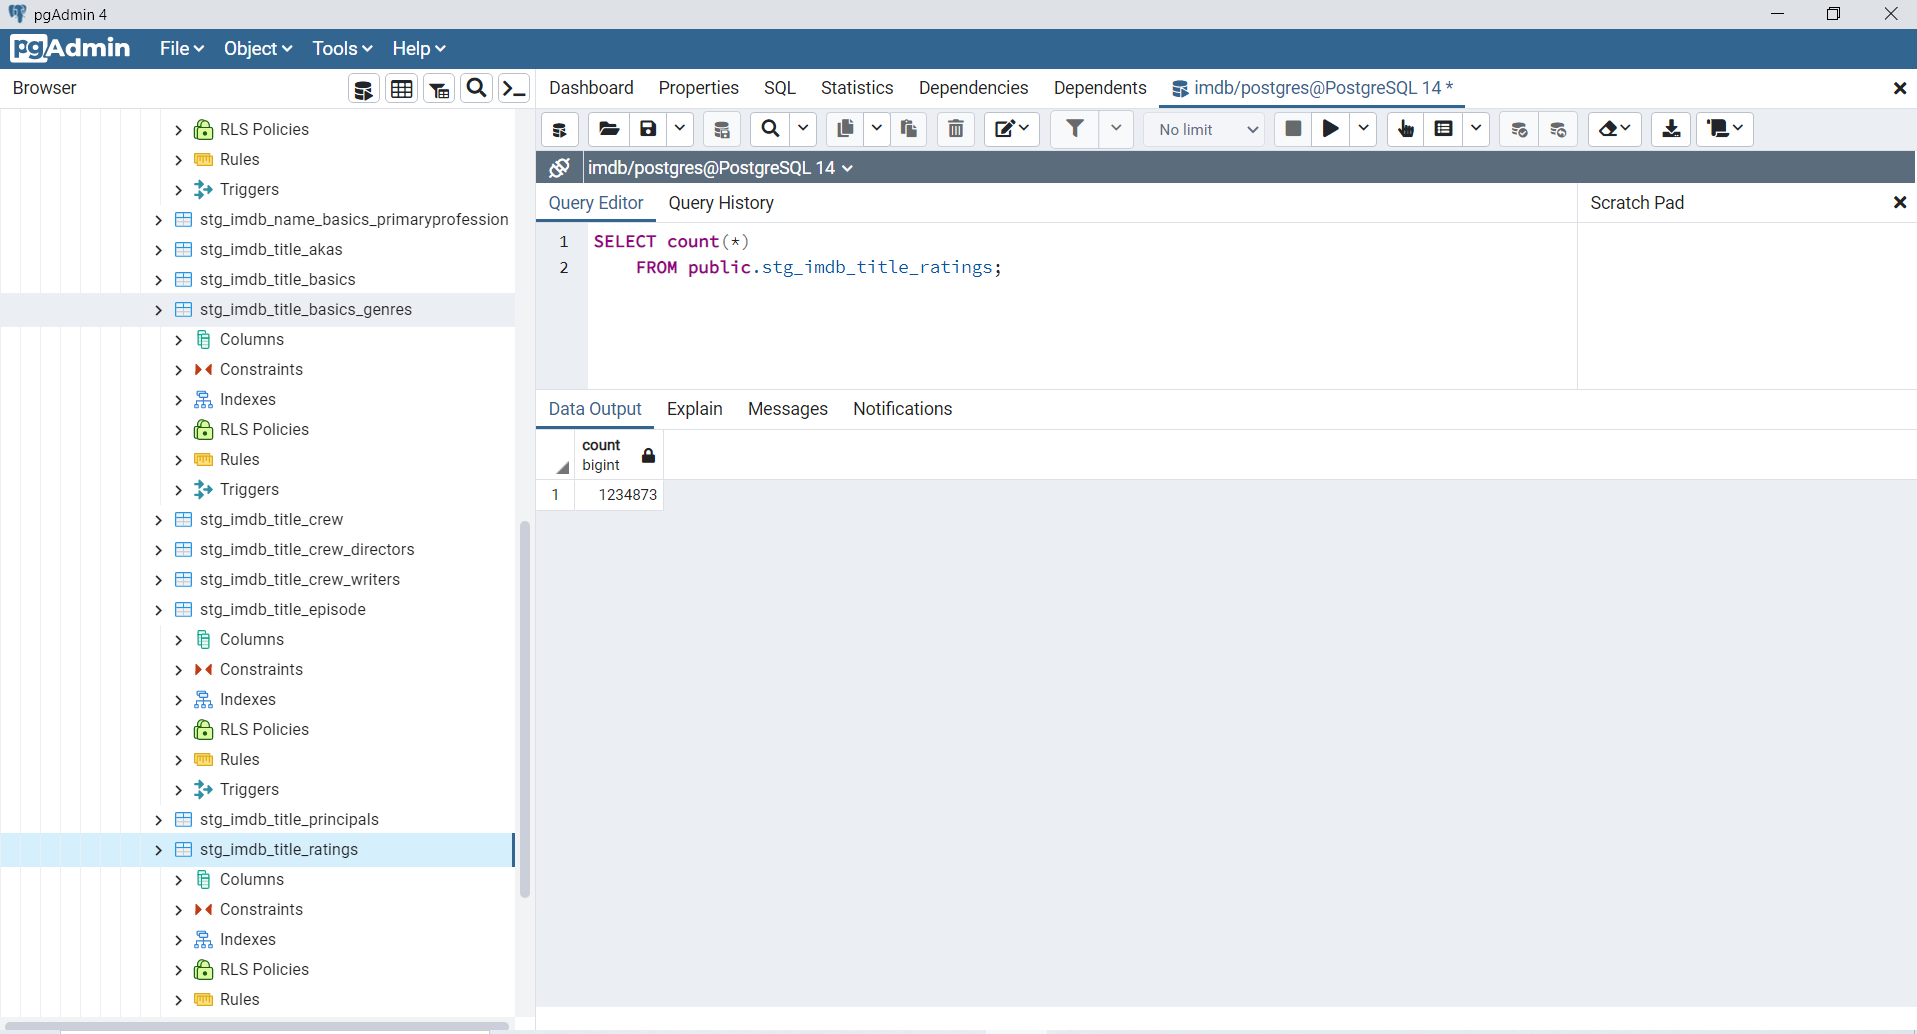 pgAdmin 4
pgAdmin File Object Tools Help
Browser
Dashboard Properties SQL Statistics Dependencies Dependents imdb/postgres@PostgreSQL 14 *
No limit
imdb/postgres@PostgreSQL 14
Query Editor Query History
Scratch Pad
1 SELECT count(*)
2 FROM public.stg_imdb_title_ratings;
Data Output Explain Messages Notifications
count
bigint
1 1234873
RLS Policies
Rules
Triggers
stg_imdb_name_basics_primaryprofession
stg_imdb_title_akas
stg_imdb_title_basics
stg_imdb_title_basics_genres
Columns
Constraints
Indexes
RLS Policies
Rules
Triggers
stg_imdb_title_crew
stg_imdb_title_crew_directors
stg_imdb_title_crew_writers
stg_imdb_title_episode
Columns
Constraints
Indexes
RLS Policies
Rules
Triggers
stg_imdb_title_principals
stg_imdb_title_ratings
Columns
Constraints
Indexes
RLS Policies
Rules